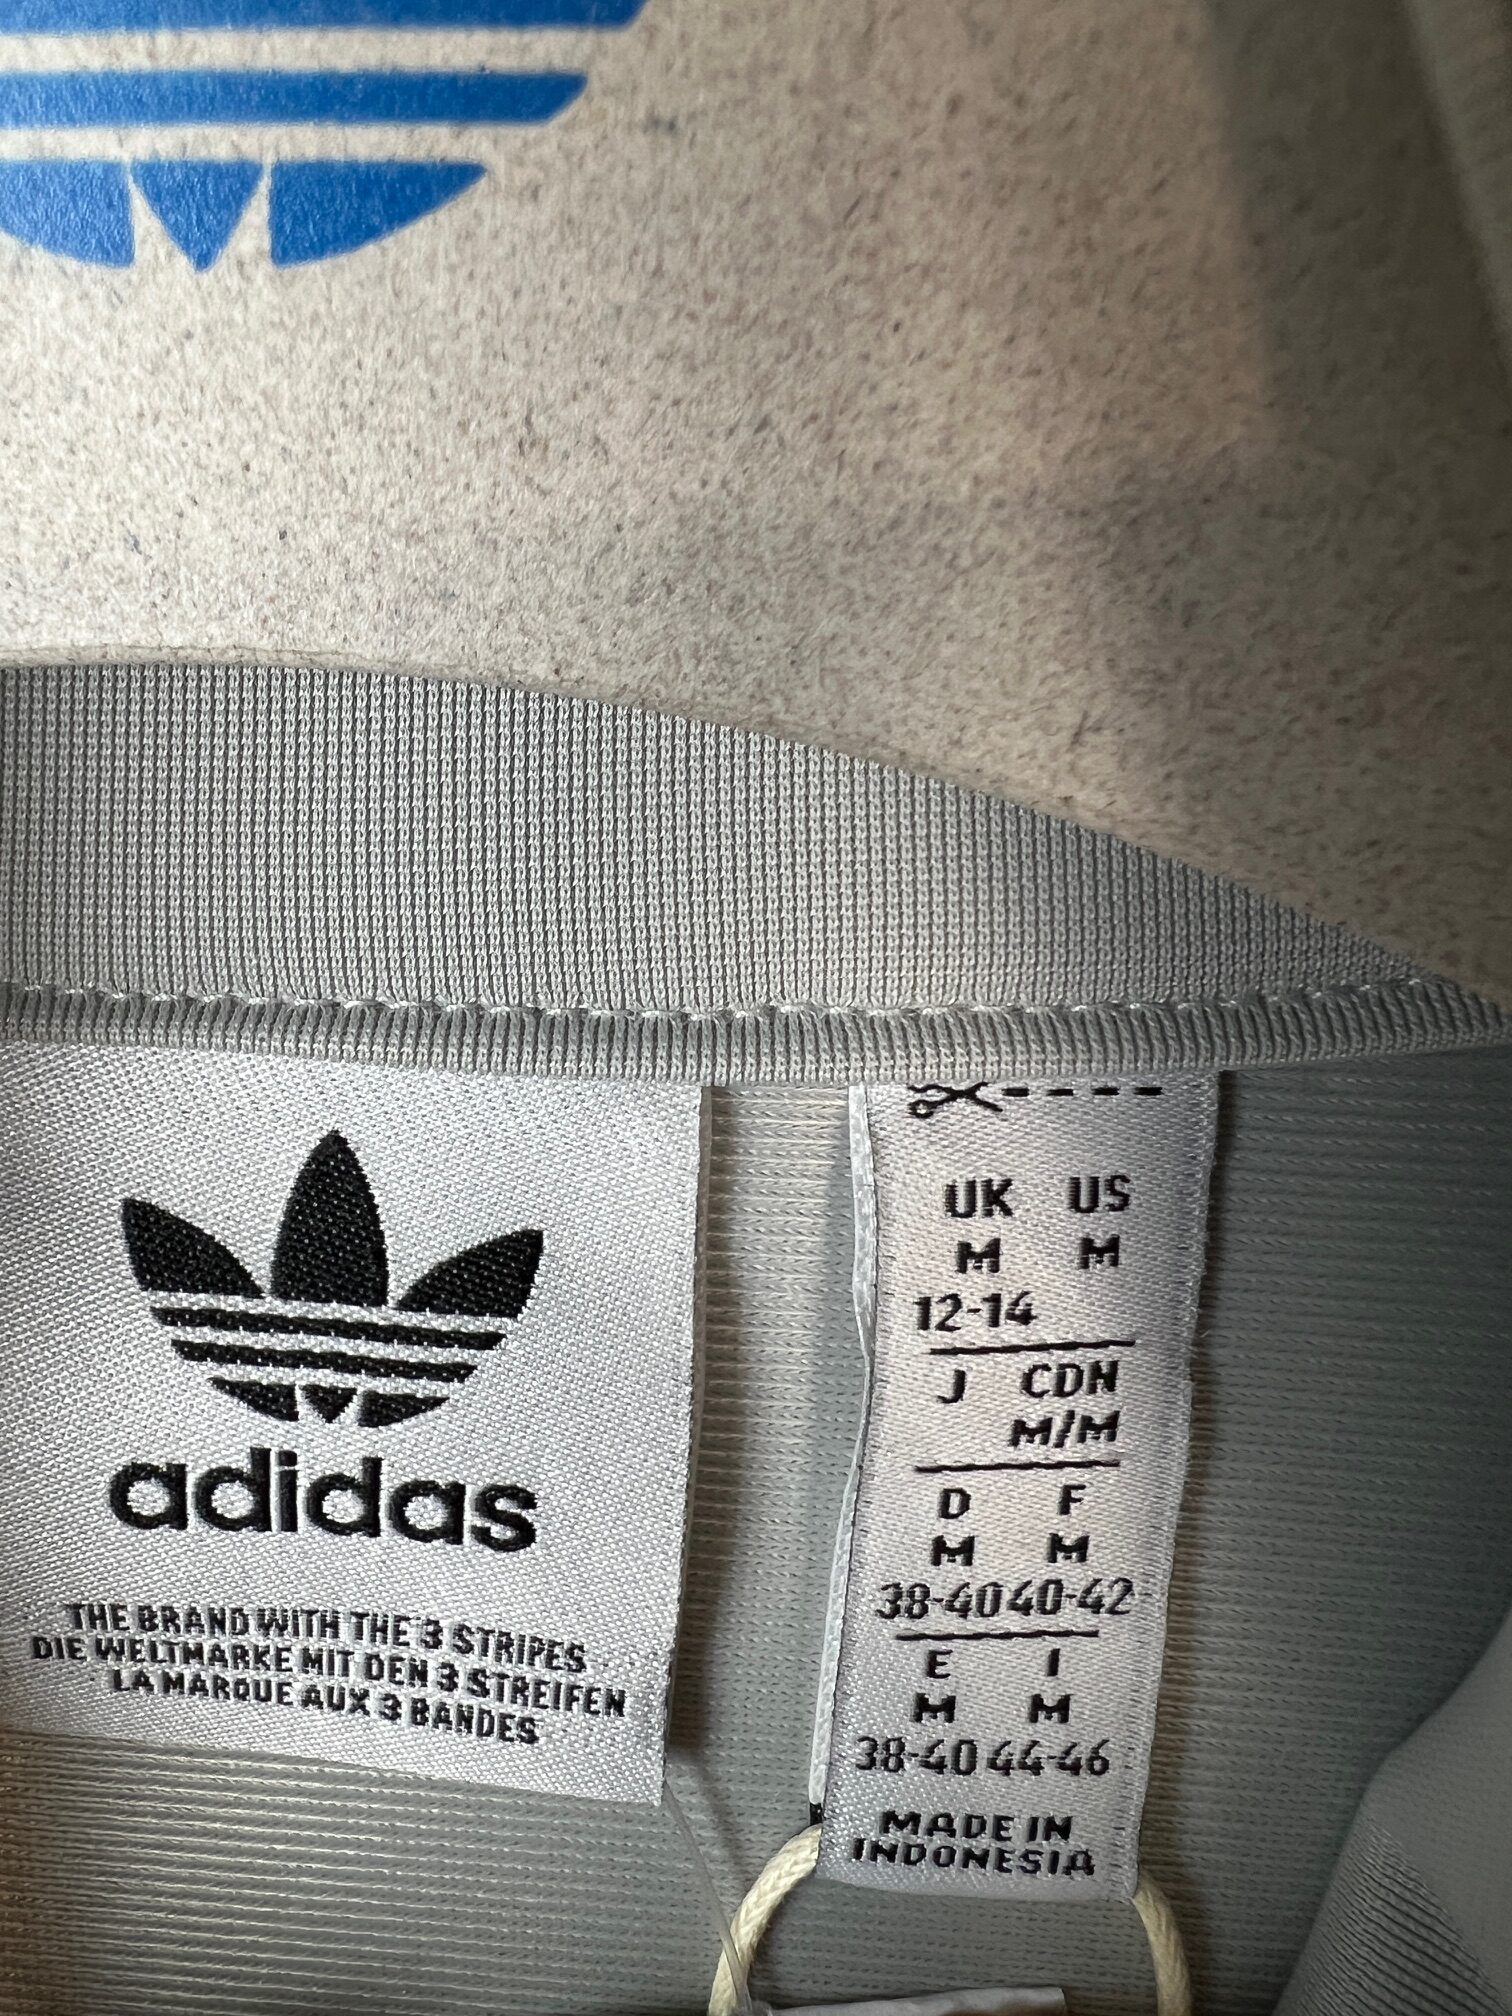 adidas
THE BRAND WITH THE 3 STRIPES
DIE WELTMARKE MIT DEN 3 STREIFEN
LA MARQUE AUX 3 BANDES
UK US
M M
12-14
J CDN
M/M
D F
M M
38-40 40-42
E I
M M
38-40 44-46
MADE IN
INDONESIA